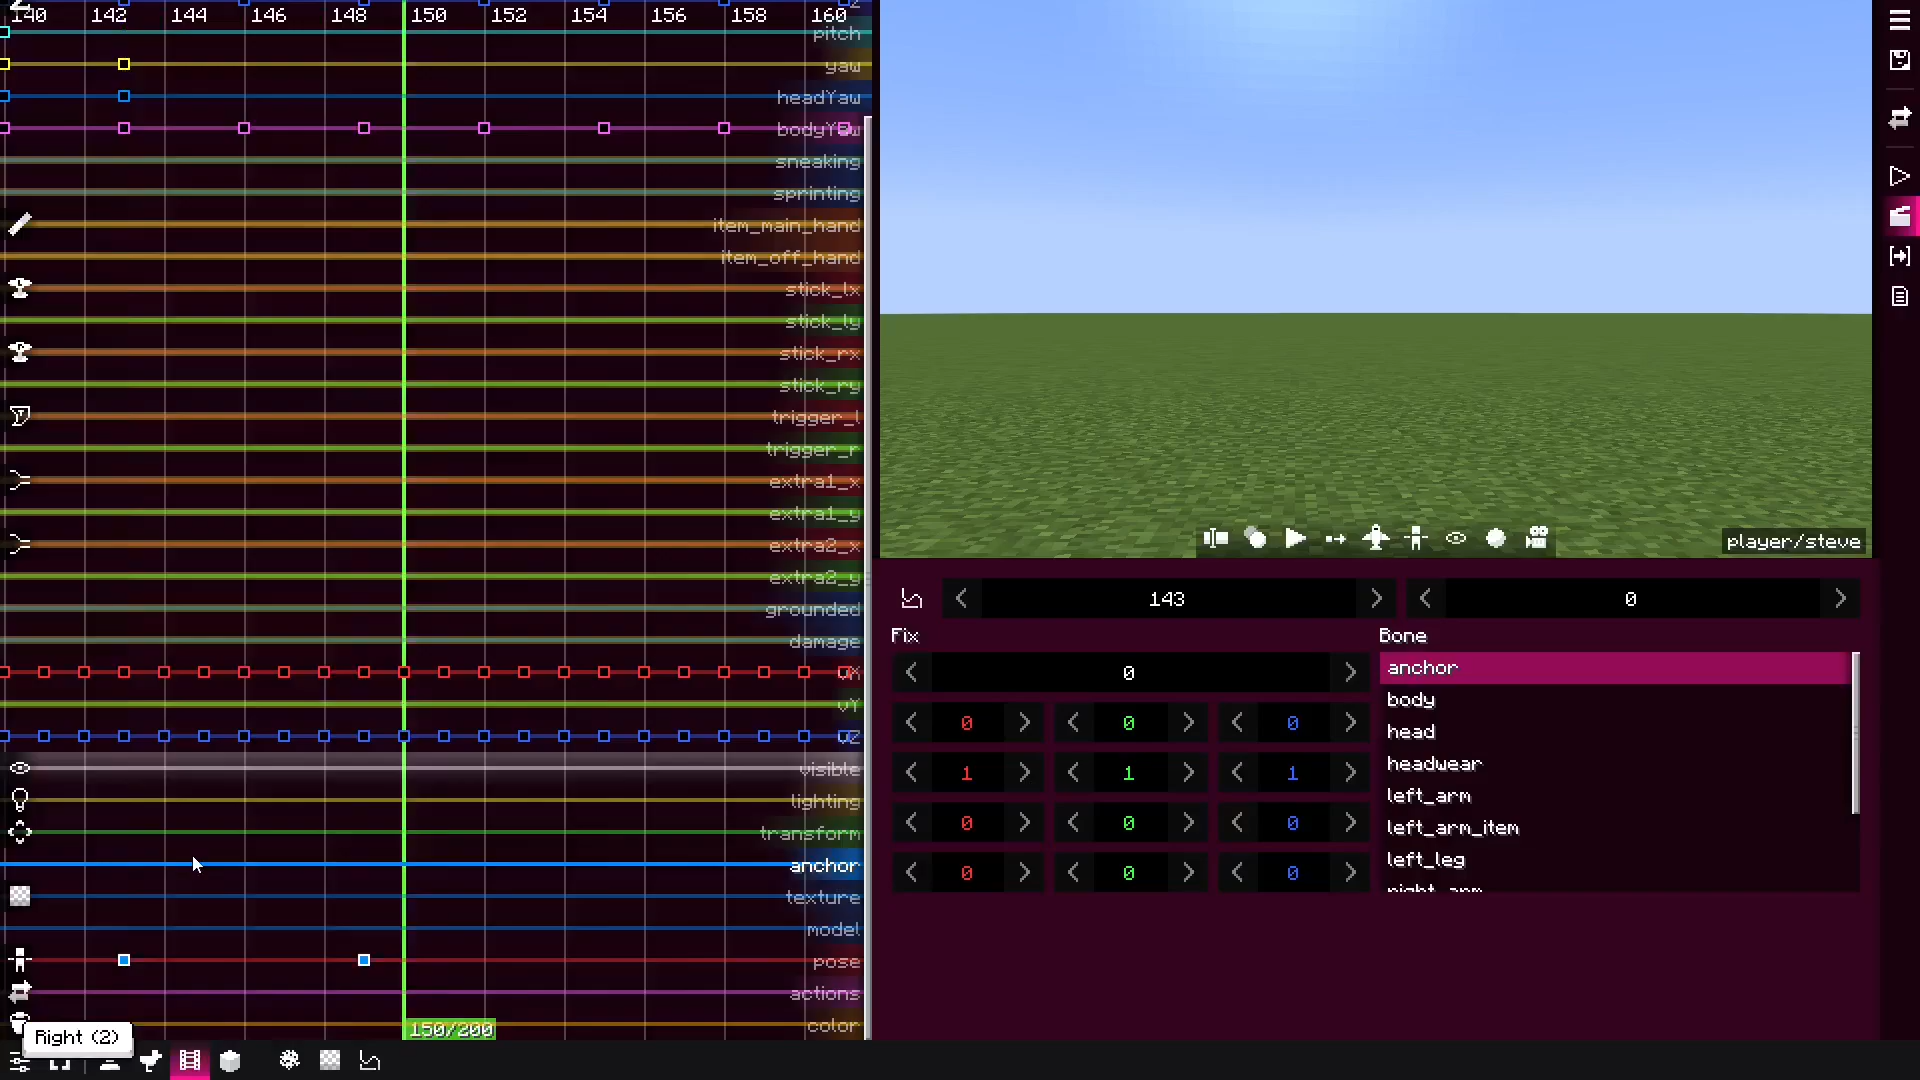 140 142 144 146 148 150 152 154 156 158 160
pitch
yaw
headYaw
bodyYaw
sneaking
sprinting
item_main_hand
item_off_hand
stick_lx
stick_ly
stick_rx
stick_ry
trigger_l
trigger_r
extra1_x
extra1_y
extra2_x
extra2_y
grounded
damage
vX
vY
vZ
visible
lighting
transform
anchor
texture
model
pose
actions
color
150/200
Right (2)
player/steve
143 0
Fix Bone
0
0 0 0
1 1 1
0 0 0
0 0 0
anchor
body
head
headwear
left_arm
left_arm_item
left_leg
right_arm